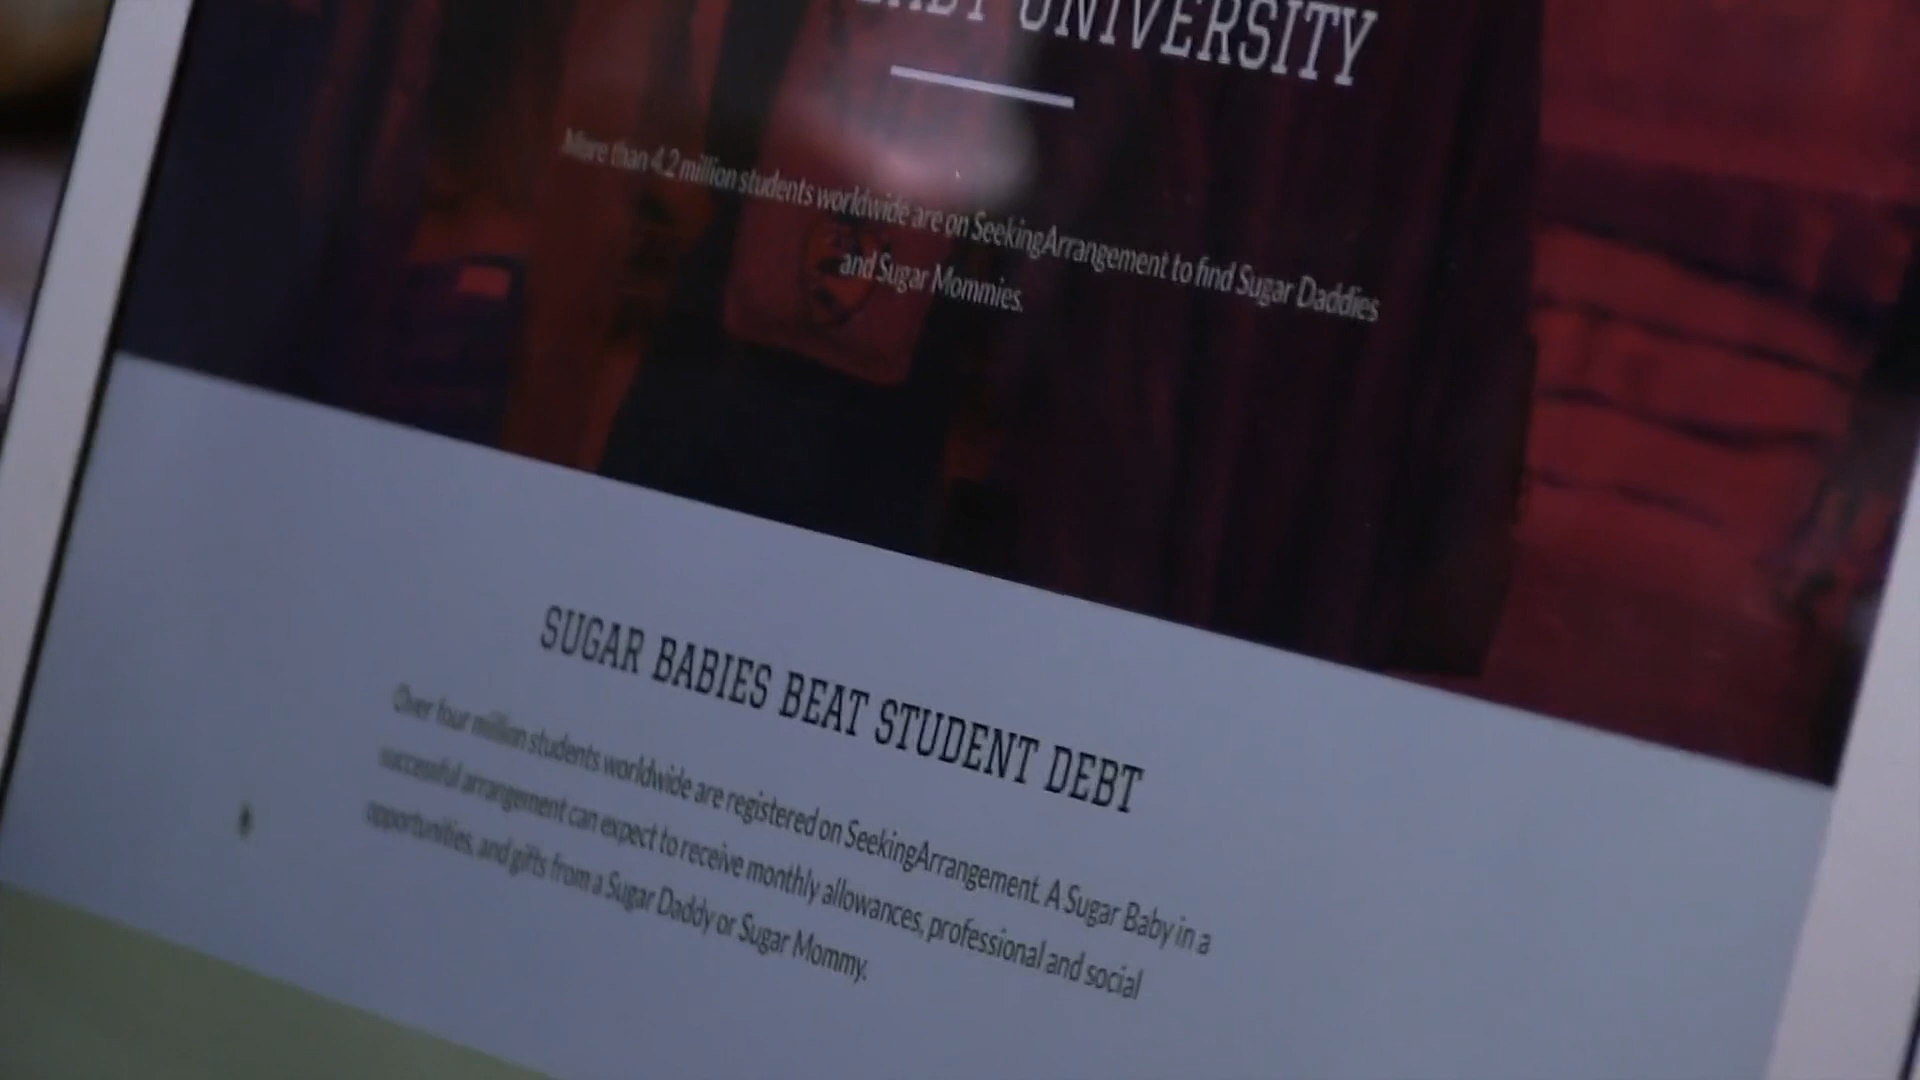 BABY UNIVERSITY
More than 4.2 million students worldwide are on SeekingArrangement to find Sugar Daddies
and Sugar Mommies.
SUGAR BABIES BEAT STUDENT DEBT
Over four million students worldwide are registered on SeekingArrangement. A Sugar Baby in a
successful arrangement can expect to receive monthly allowances, professional and social
opportunities, and gifts from a Sugar Daddy or Sugar Mommy.